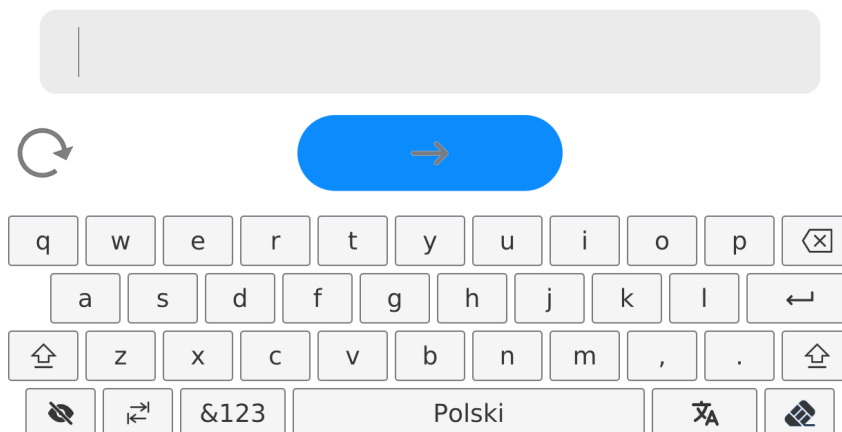 q w e r t y u i o p
a s d f g h j k l
z x c v b n m , .
&123 Polski